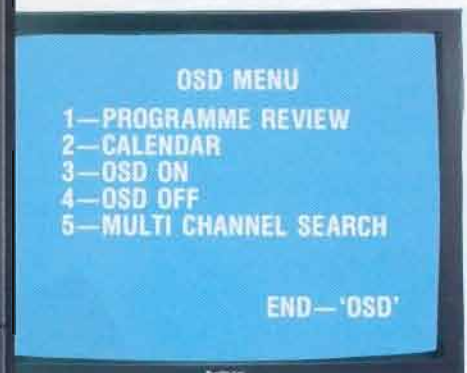 OSD MENU
1—PROGRAMME REVIEW
2—CALENDAR
3—OSD ON
4—OSD OFF
5—MULTI CHANNEL SEARCH
END—'OSD'